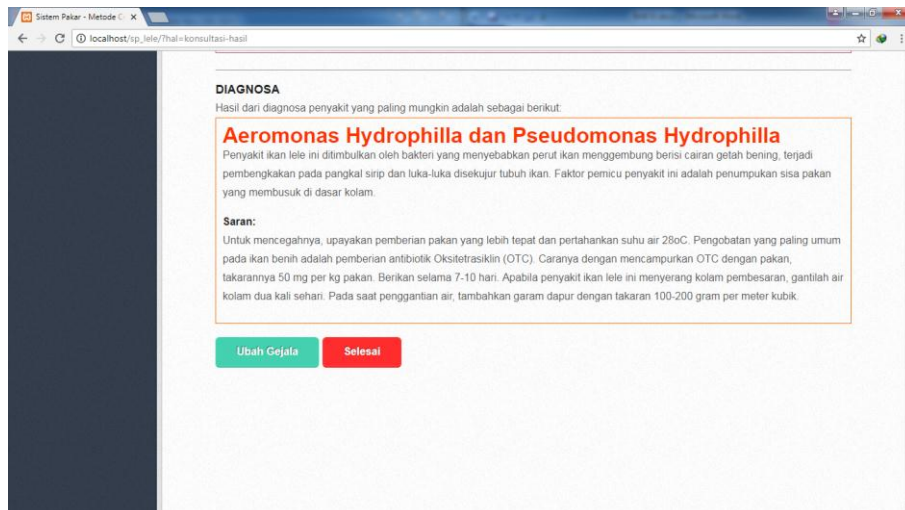 Sistem Pakar - Metode C
localhost/sp_lele/?hal=konsultasi-hasil
DIAGNOSA
Hasil dari diagnosa penyakit yang paling mungkin adalah sebagai berikut:
Aeromonas Hydrophilla dan Pseudomonas Hydrophilla
Penyakit ikan lele ini ditimbulkan oleh bakteri yang menyebabkan perut ikan menggembung berisi cairan getah bening, terjadi
pembengkakan pada pangkal sirip dan luka-luka disekujur tubuh ikan. Faktor pemicu penyakit ini adalah penumpukan sisa pakan
yang membusuk di dasar kolam.
Saran:
Untuk mencegahnya, upayakan pemberian pakan yang lebih tepat dan pertahankan suhu air 28oC. Pengobatan yang paling umum
pada ikan benih adalah pemberian antibiotik Oksitetrasiklin (OTC). Caranya dengan mencampurkan OTC dengan pakan,
takarannya 50 mg per kg pakan. Berikan selama 7-10 hari. Apabila penyakit ikan lele ini menyerang kolam pembesaran, gantilah air
kolam dua kali sehari. Pada saat penggantian air, tambahkan garam dapur dengan takaran 100-200 gram per meter kubik.
Ubah Gejala
Selesai